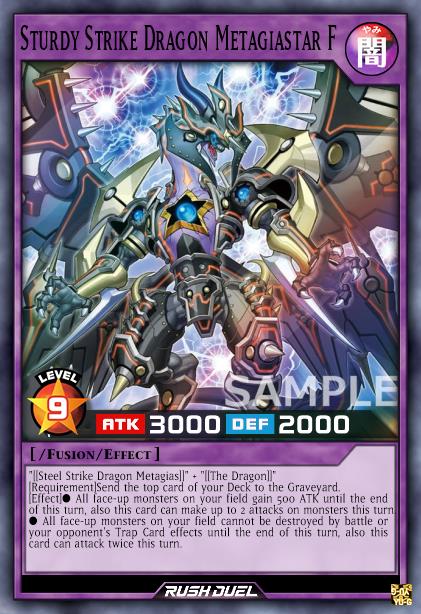 STURDY STRIKE DRAGON METAGIASTAR F
やみ
闇
SAMPLE
LEVEL
9
ATK 3000 DEF 2000
[/FUSION/EFFECT]
"[[Steel Strike Dragon Metagias]]" + "[[The Dragon]]"
[Requirement]Send the top card of your Deck to the Graveyard.
[Effect]● All face-up monsters on your field gain 500 ATK until the end
of this turn, also this card can make up to 2 attacks on monsters this turn.
● All face-up monsters on your field cannot be destroyed by battle or
your opponent's Trap Card effects until the end of this turn, also this
card can attack twice this turn.
RUSH DUEL